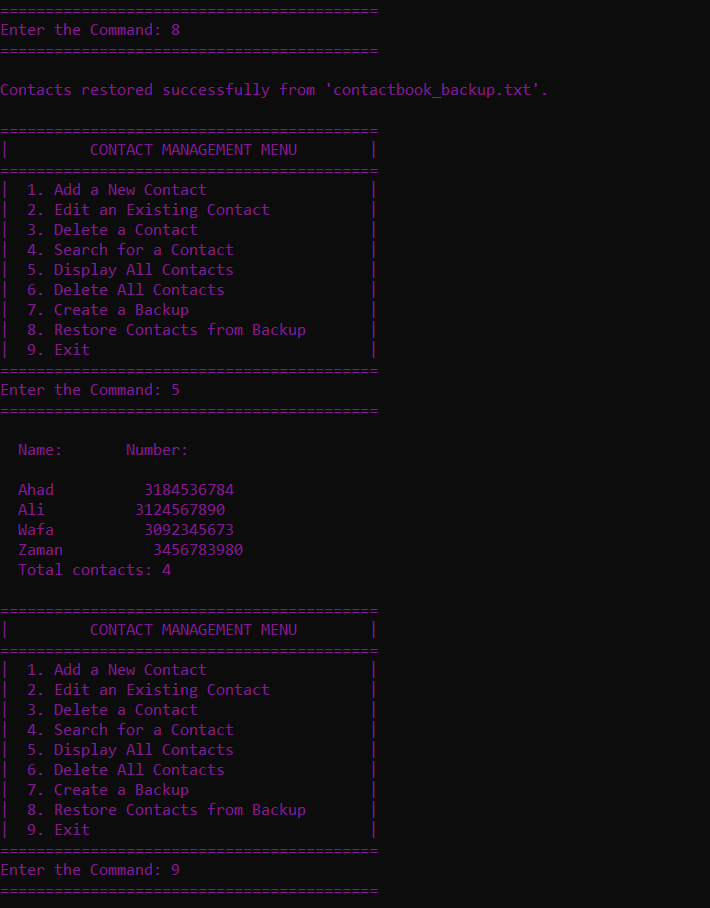 ==========================================
Enter the Command: 8
==========================================

Contacts restored successfully from 'contactbook_backup.txt'.

==========================================
|         CONTACT MANAGEMENT MENU        |
==========================================
|  1. Add a New Contact                  |
|  2. Edit an Existing Contact           |
|  3. Delete a Contact                   |
|  4. Search for a Contact               |
|  5. Display All Contacts               |
|  6. Delete All Contacts                |
|  7. Create a Backup                    |
|  8. Restore Contacts from Backup       |
|  9. Exit                               |
==========================================
Enter the Command: 5
==========================================

  Name:       Number:

  Ahad          3184536784
  Ali          3124567890
  Wafa          3092345673
  Zaman          3456783980
  Total contacts: 4

==========================================
|         CONTACT MANAGEMENT MENU        |
==========================================
|  1. Add a New Contact                  |
|  2. Edit an Existing Contact           |
|  3. Delete a Contact                   |
|  4. Search for a Contact               |
|  5. Display All Contacts               |
|  6. Delete All Contacts                |
|  7. Create a Backup                    |
|  8. Restore Contacts from Backup       |
|  9. Exit                               |
==========================================
Enter the Command: 9
==========================================